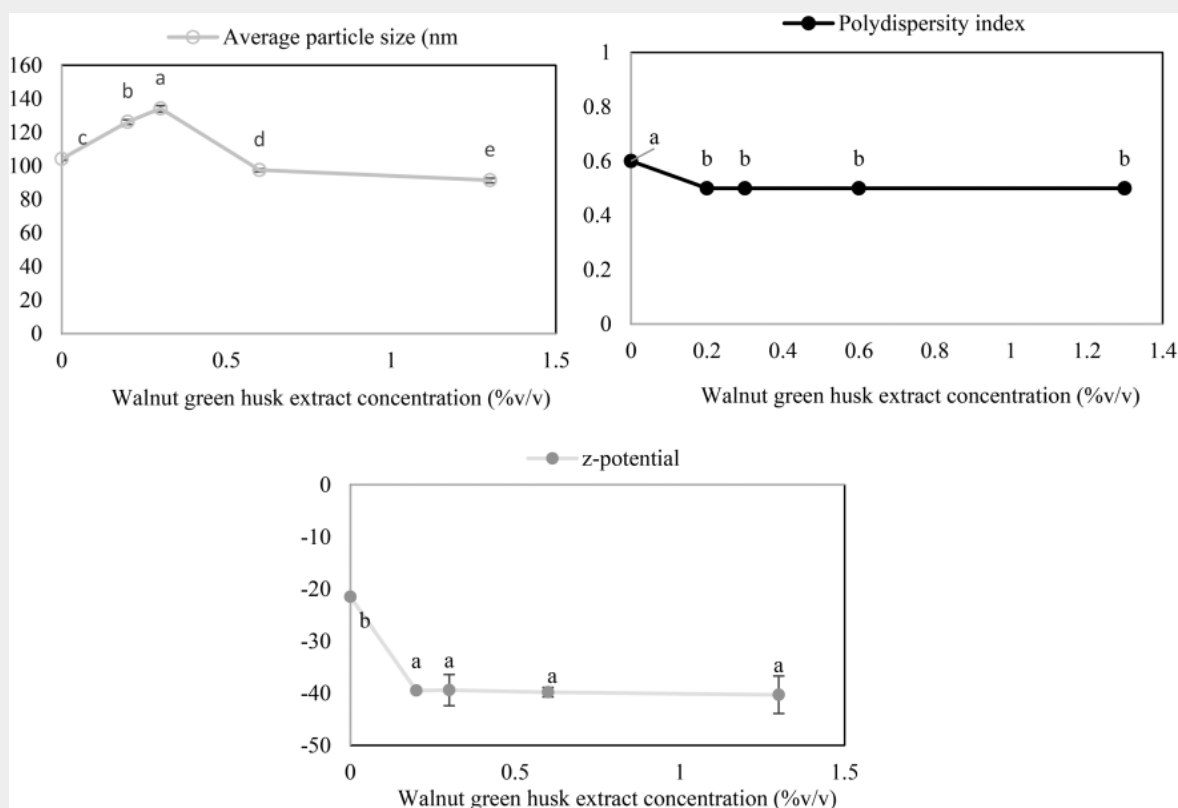 Average particle size (nm
160
140
120
100
80
60
40
20
0
c
b
a
d
e
0
0.5
1
1.5
Walnut green husk extract concentration (%v/v)
Polydispersity index
1
0.8
0.6
0.4
0.2
0
a
b
b
b
b
0
0.2
0.4
0.6
0.8
1
1.2
1.4
Walnut green husk extract concentration (%v/v)
z-potential
0
-10
-20
-30
-40
-50
b
a
a
a
a
0
0.5
1
1.5
Walnut green husk extract concentration (%v/v)